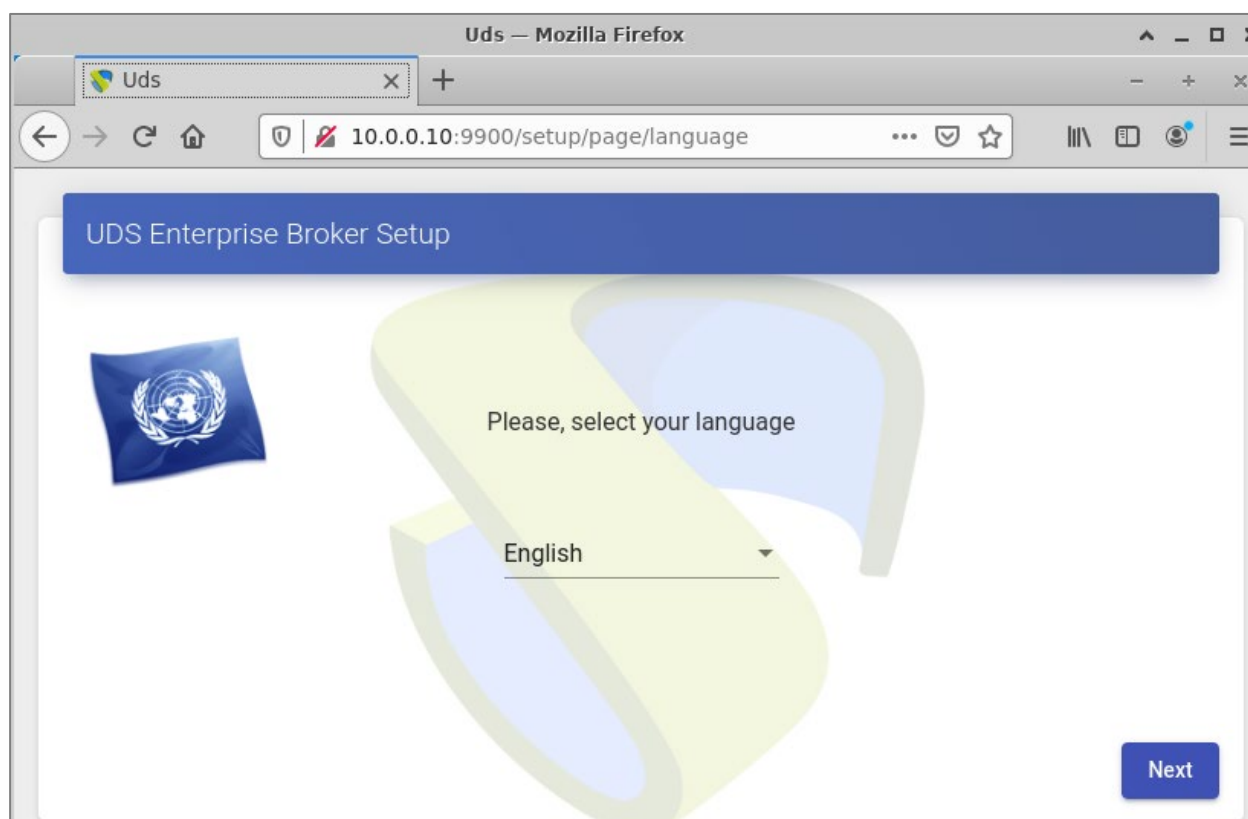 Uds — Mozilla Firefox
Uds
10.0.0.10:9900/setup/page/language
UDS Enterprise Broker Setup
Please, select your language
English
Next